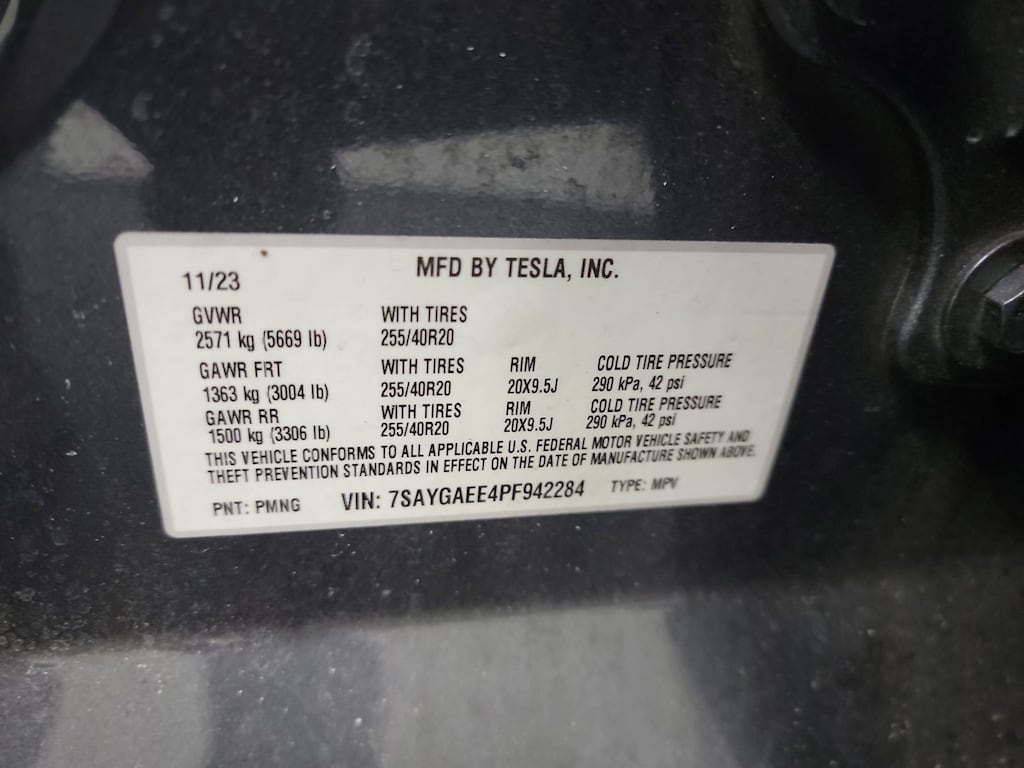 MFD BY TESLA, INC.
11/23
GVWR WITH TIRES
2571 kg (5669 lb) 255/40R20
GAWR FRT WITH TIRES RIM COLD TIRE PRESSURE
1363 kg (3004 lb) 255/40R20 20X9.5J 290 kPa, 42 psi
GAWR RR WITH TIRES RIM COLD TIRE PRESSURE
1500 kg (3306 lb) 255/40R20 20X9.5J 290 kPa, 42 psi
THIS VEHICLE CONFORMS TO ALL APPLICABLE U.S. FEDERAL MOTOR VEHICLE SAFETY AND
THEFT PREVENTION STANDARDS IN EFFECT ON THE DATE OF MANUFACTURE SHOWN ABOVE.
PNT: PMNG VIN: 7SAYGAEE4PF942284 TYPE: MPV